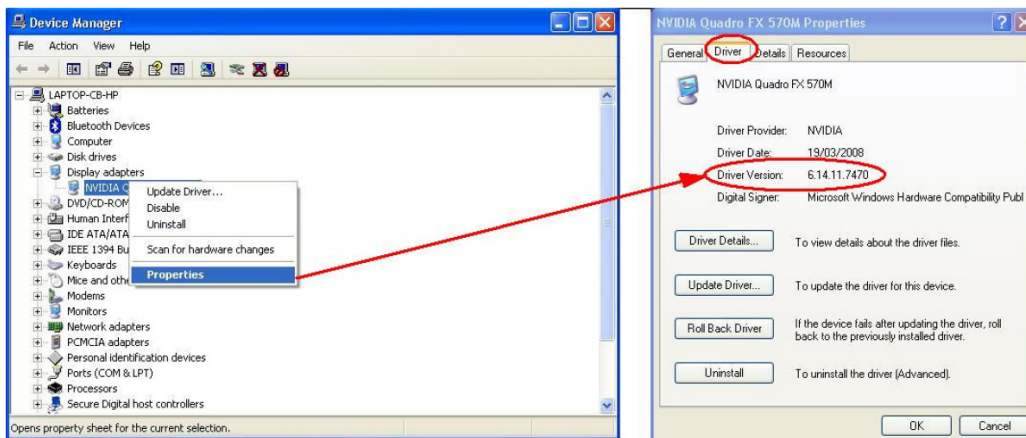 Device Manager
File Action View Help
LAPTOP-CB-HP
Batteries
Bluetooth Devices
Computer
Disk drives
Display adapters
NVIDIA
DVD/CD-ROM
Human Interf
IDE ATA/ATA
IEEE 1394 Bu
Keyboards
Mice and othe
Modems
Monitors
Network adapters
PCMCIA adapters
Personal identification devices
Ports (COM & LPT)
Processors
Secure Digital host controllers
Update Driver...
Disable
Uninstall
Scan for hardware changes
Properties
Opens property sheet for the current selection.
NVIDIA Quadro FX 570M Properties
General Driver Details Resources
NVIDIA Quadro FX 570M
Driver Provider: NVIDIA
Driver Date: 19/03/2008
Driver Version: 6.14.11.7470
Digital Signer: Microsoft Windows Hardware Compatibility Publ
Driver Details... To view details about the driver files.
Update Driver... To update the driver for this device.
Roll Back Driver If the device fails after updating the driver, roll
back to the previously installed driver.
Uninstall To uninstall the driver (Advanced).
OK Cancel